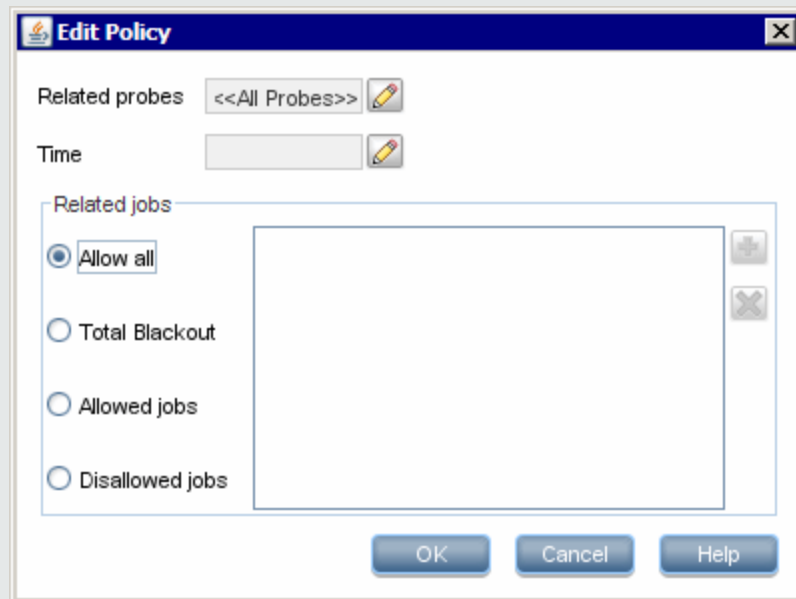 Edit Policy
Related probes <<All Probes>>
Time
Related jobs
Allow all
Total Blackout
Allowed jobs
Disallowed jobs
OK Cancel Help